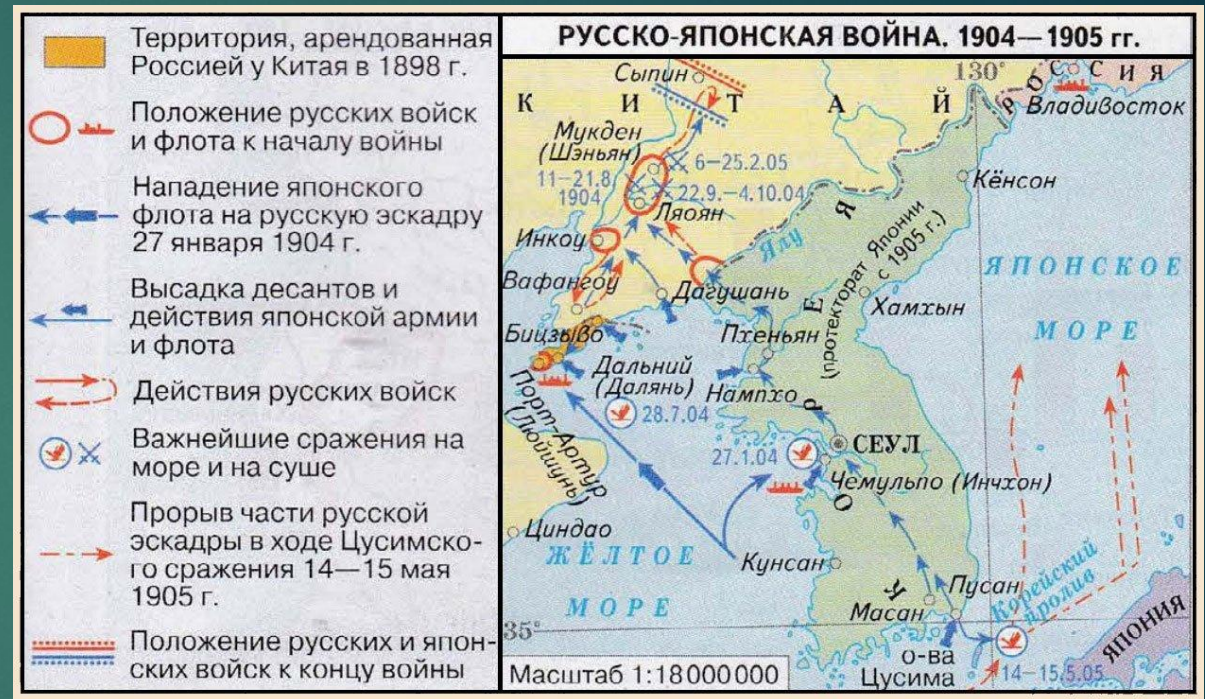 Территория, арендованная
Россией у Китая в 1898 г.
Положение русских войск
и флота к началу войны
Нападение японского
флота на русскую эскадру
27 января 1904 г.
Высадка десантов и
действия японской армии
и флота
Действия русских войск
Важнейшие сражения на
море и на суше
Прорыв части русской
эскадры в ходе Цусимско-
го сражения 14—15 мая
1905 г.
Положение русских и япон-
ских войск к концу войны
РУССКО-ЯПОНСКАЯ ВОЙНА. 1904—1905 гг.
Сыпин
130°
РОССИЯ
Владивосток
КИТАЙ
Мукден
(Шэньян)
6—25.2.05
11—21.8.
1904
22.9.—4.10.04
Ляоян
Кёнсон
Инкоу
Ялу
Вафангоу
Дагушань
КОРЕЯ
(протекторат Японии
с 1905 г.)
ЯПОНСКОЕ
МОРЕ
Хамхын
Бицзыво
Пхеньян
Дальний
(Далянь)
Нампхо
Порт-Артур
(Люйшунь)
28.7.04
27.1.04
СЕУЛ
Чемульпо (Инчхон)
Циндао
ЖЁЛТОЕ
МОРЕ
Кунсан
Пусан
Масан
Корейский
пролив
35°
о-ва
Цусима
14—15.5.05
ЯПОНИЯ
Масштаб 1:18 000 000